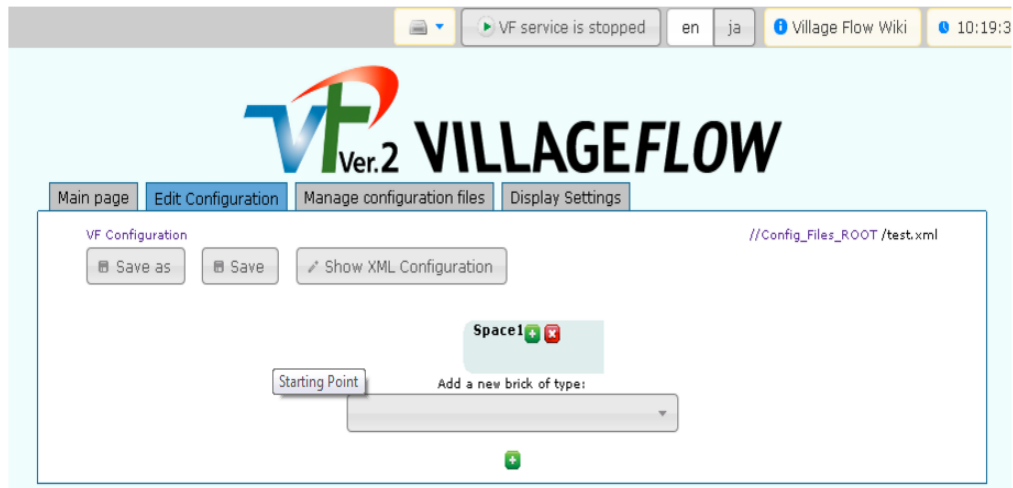 VF service is stopped en ja Village Flow Wiki 10:19:3
VF Ver.2 VILLAGEFLOW
Main page Edit Configuration Manage configuration files Display Settings
VF Configuration //Config_Files_ROOT /test.xml
Save as Save Show XML Configuration
Space1
Starting Point
Add a new brick of type: